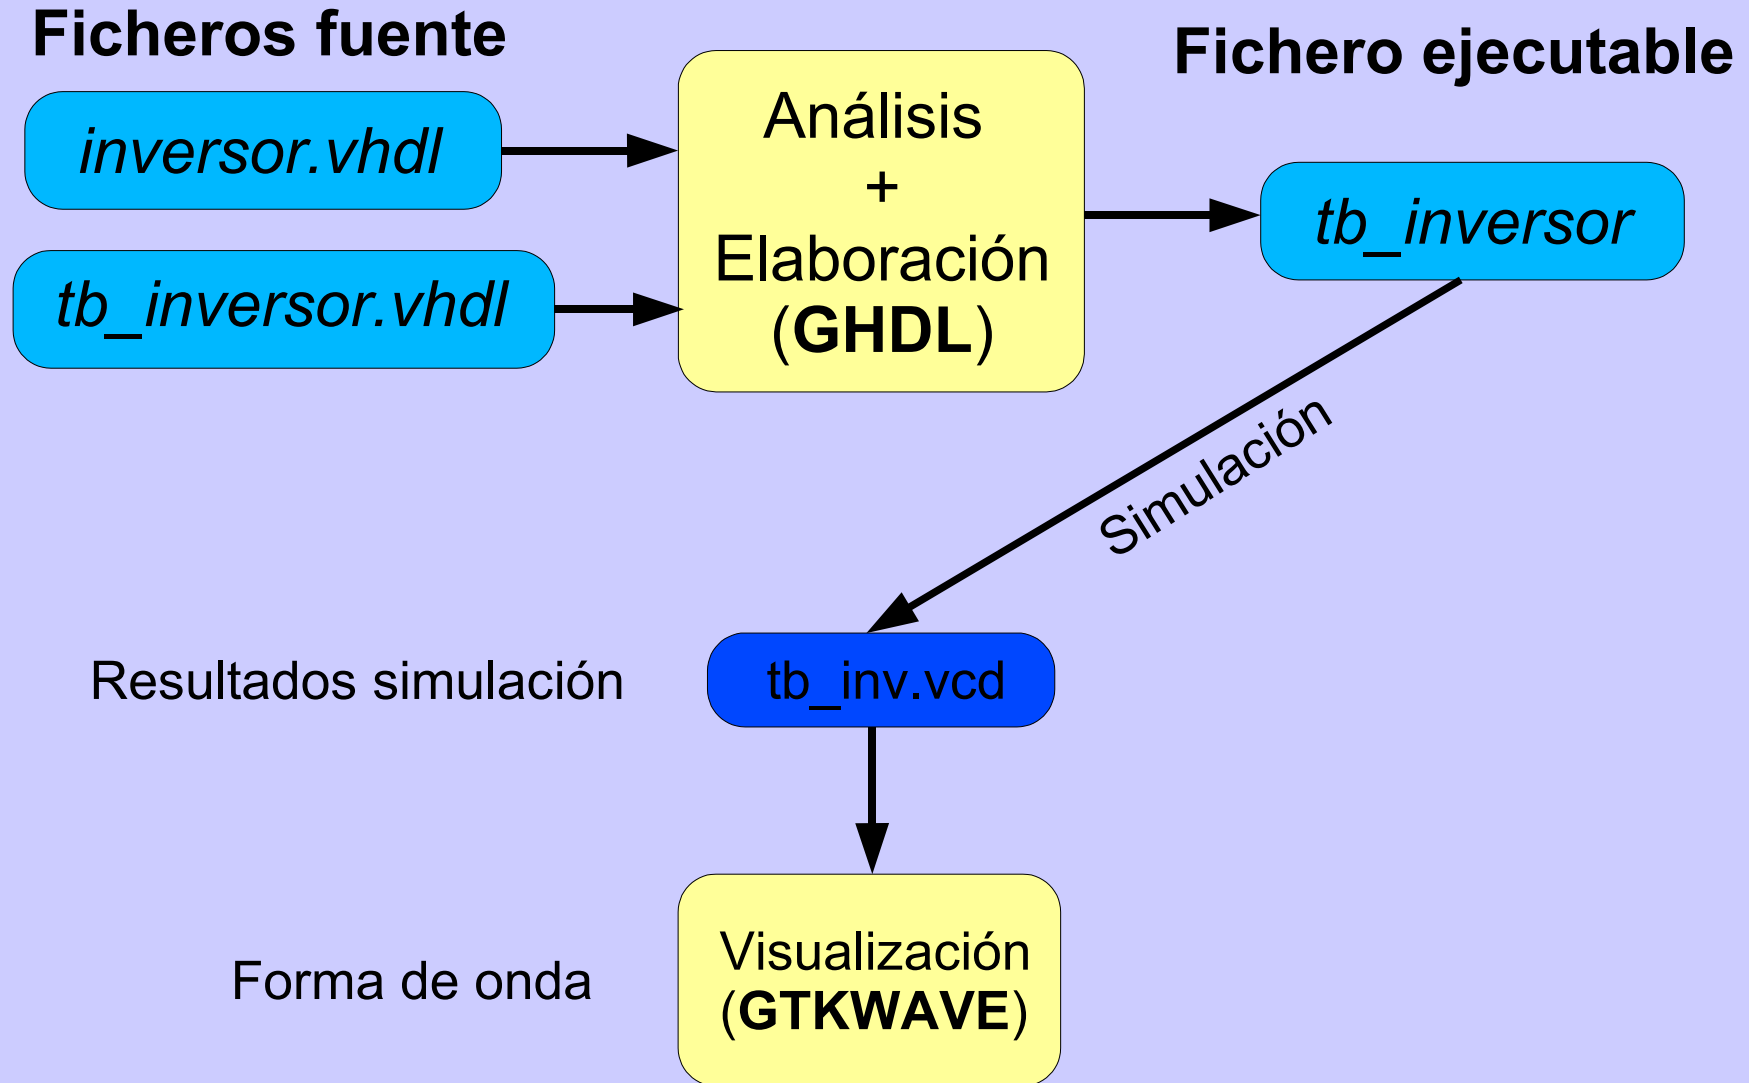 Ficheros fuente
Fichero ejecutable
inversor.vhdl
tb_inversor.vhdl
Análisis
+
Elaboración
(GHDL)
tb_inversor
Simulación
Resultados simulación
tb_inv.vcd
Forma de onda
Visualización
(GTKWAVE)